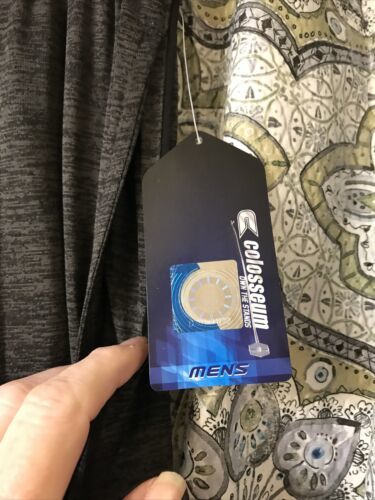 colosseum
OWN THE STANDS
MENS